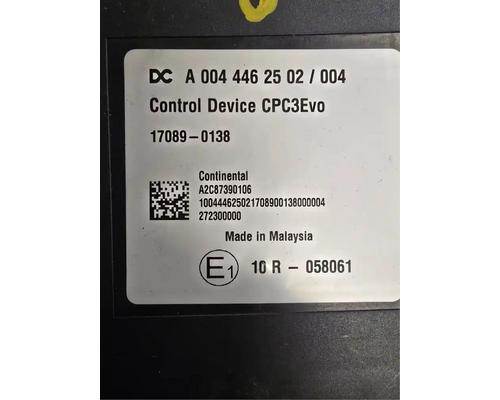 DC A 004 446 25 02 / 004
Control Device CPC3Evo
17089-0138
Continental
A2C87390106
10044462502170890013800004
272300000
Made in Malaysia
E1 10 R - 058061